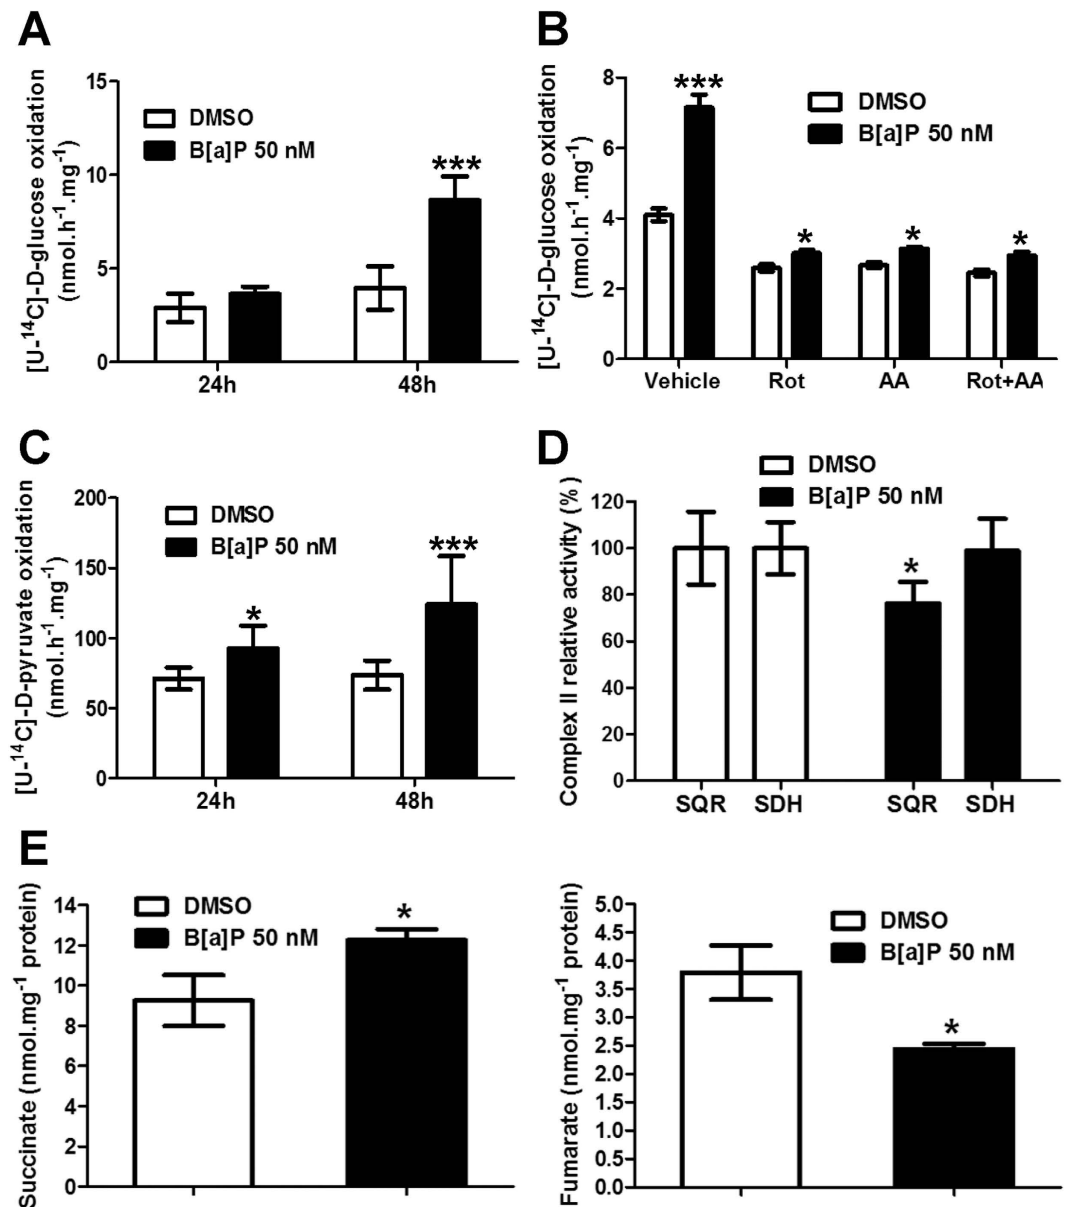 A
[U-¹⁴C]-D-glucose oxidation
(nmol.h⁻¹.mg⁻¹)
15
10
5
0
DMSO
B[a]P 50 nM
***
24h
48h
B
[U-¹⁴C]-D-glucose oxidation
(nmol.h⁻¹.mg⁻¹)
8
6
4
2
0
***
DMSO
B[a]P 50 nM
*
*
*
Vehicle
Rot
AA
Rot+AA
C
[U-¹⁴C]-D-pyruvate oxidation
(nmol.h⁻¹.mg⁻¹)
200
150
100
50
0
DMSO
B[a]P 50 nM
*
***
24h
48h
D
Complex II relative activity (%)
120
100
80
60
40
20
0
DMSO
B[a]P 50 nM
*
SQR
SDH
SQR
SDH
E
Succinate (nmol.mg⁻¹ protein)
14
12
10
8
6
4
2
0
DMSO
B[a]P 50 nM
*
Fumarate (nmol.mg⁻¹ protein)
5.0
4.5
4.0
3.5
3.0
2.5
2.0
1.5
1.0
0.5
0.0
DMSO
B[a]P 50 nM
*